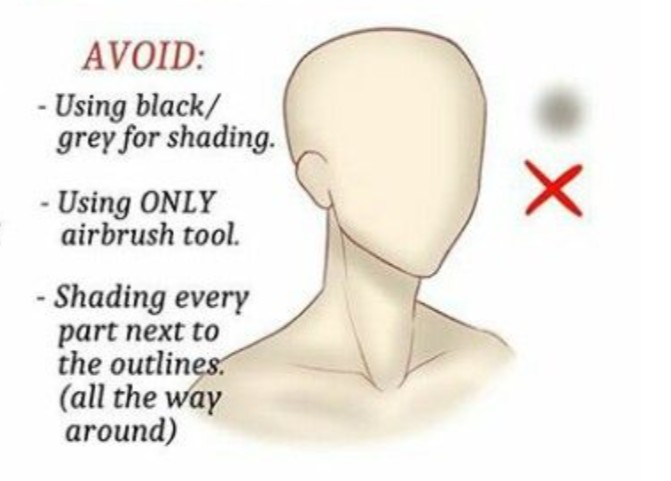 AVOID:
- Using black/
grey for shading.
- Using ONLY
airbrush tool.
- Shading every
part next to
the outlines.
(all the way
around)